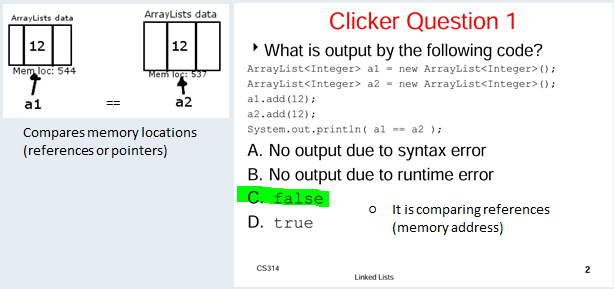 ArrayLists data
12
Mem loc: 544
a1
==
ArrayLists data
12
Mem loc: 537
a2
Compares memory locations
(references or pointers)
Clicker Question 1
What is output by the following code?
ArrayList<Integer> a1 = new ArrayList<Integer>();
ArrayList<Integer> a2 = new ArrayList<Integer>();
a1.add(12);
a2.add(12);
System.out.println( a1 == a2 );
A. No output due to syntax error
B. No output due to runtime error
C. false
D. true
It is comparing references
(memory address)
CS314
Linked Lists
2